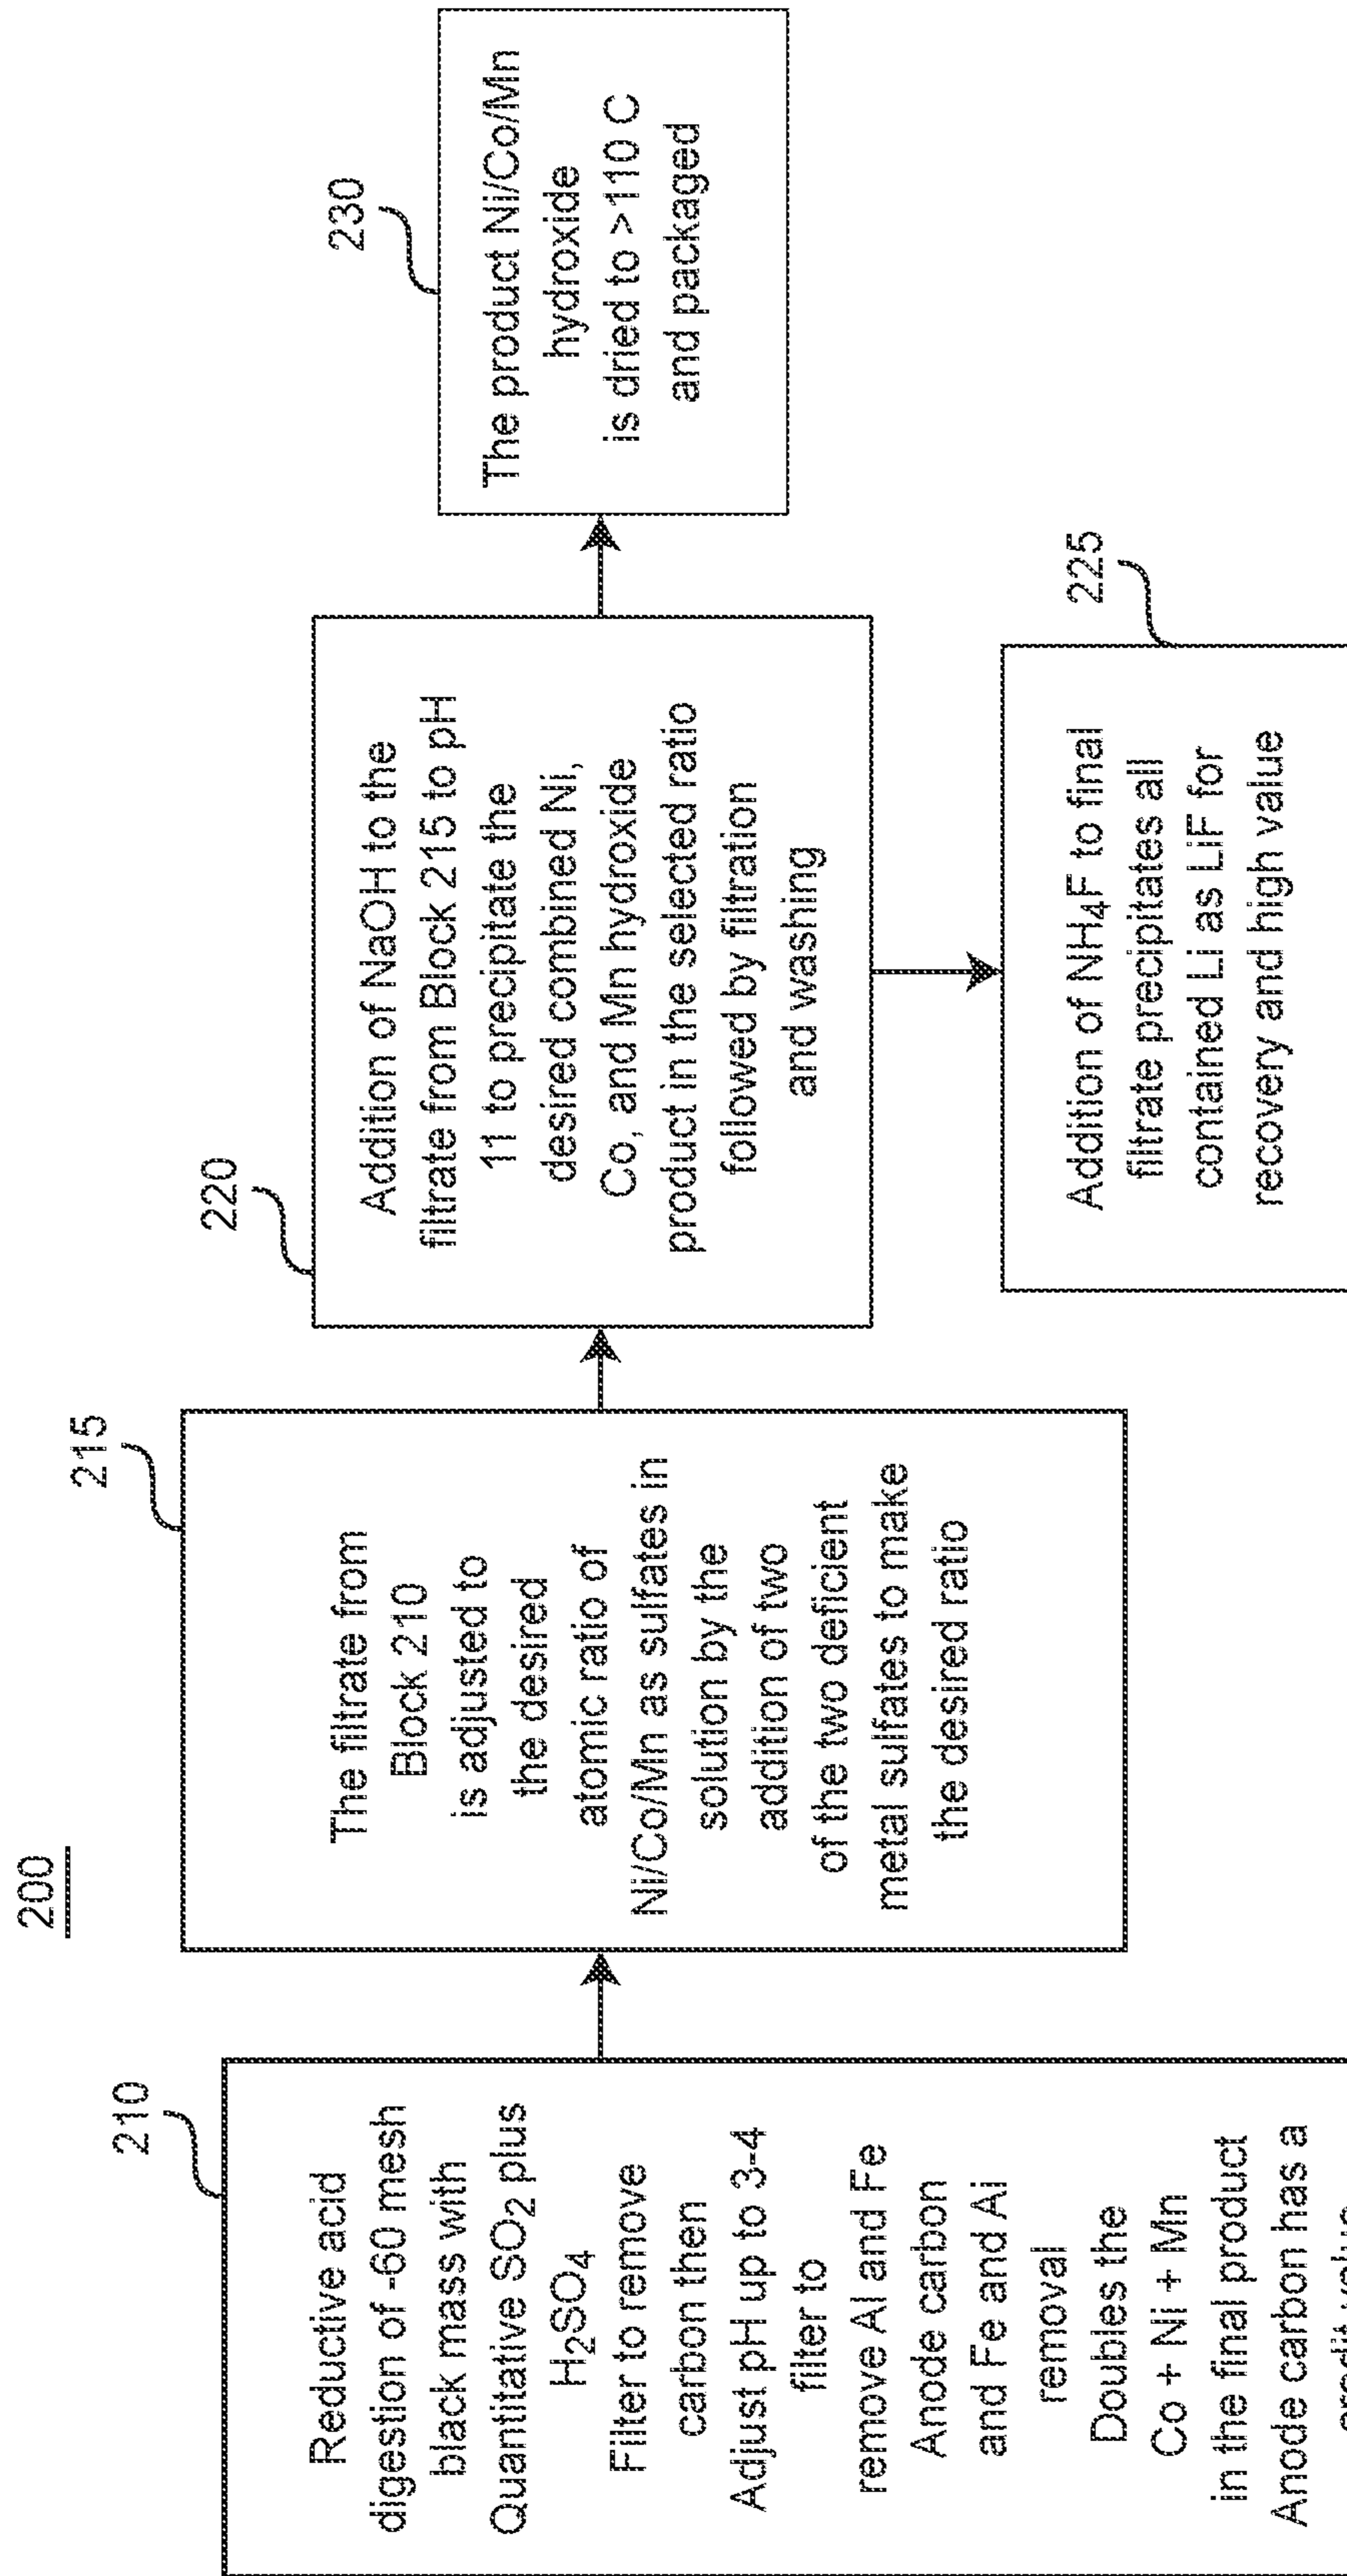 200
210
Reductive acid
digestion of -60 mesh
black mass with
Quantitative SO2 plus
H2SO4
Filter to remove
carbon then
Adjust pH up to 3-4
filter to
remove Al and Fe
Anode carbon
and Fe and Al
removal
Doubles the
Co + Ni + Mn
in the final product
Anode carbon has a
credit value
215
The filtrate from
Block 210
is adjusted to
the desired
atomic ratio of
Ni/Co/Mn as sulfates in
solution by the
addition of two
of the two deficient
metal sulfates to make
the desired ratio
220
Addition of NaOH to the
filtrate from Block 215 to pH
11 to precipitate the
desired combined Ni,
Co, and Mn hydroxide
product in the selected ratio
followed by filtration
and washing
225
Addition of NH4F to final
filtrate precipitates all
contained Li as LiF for
recovery and high value
230
The product Ni/Co/Mn
hydroxide
is dried to >110 C
and packaged